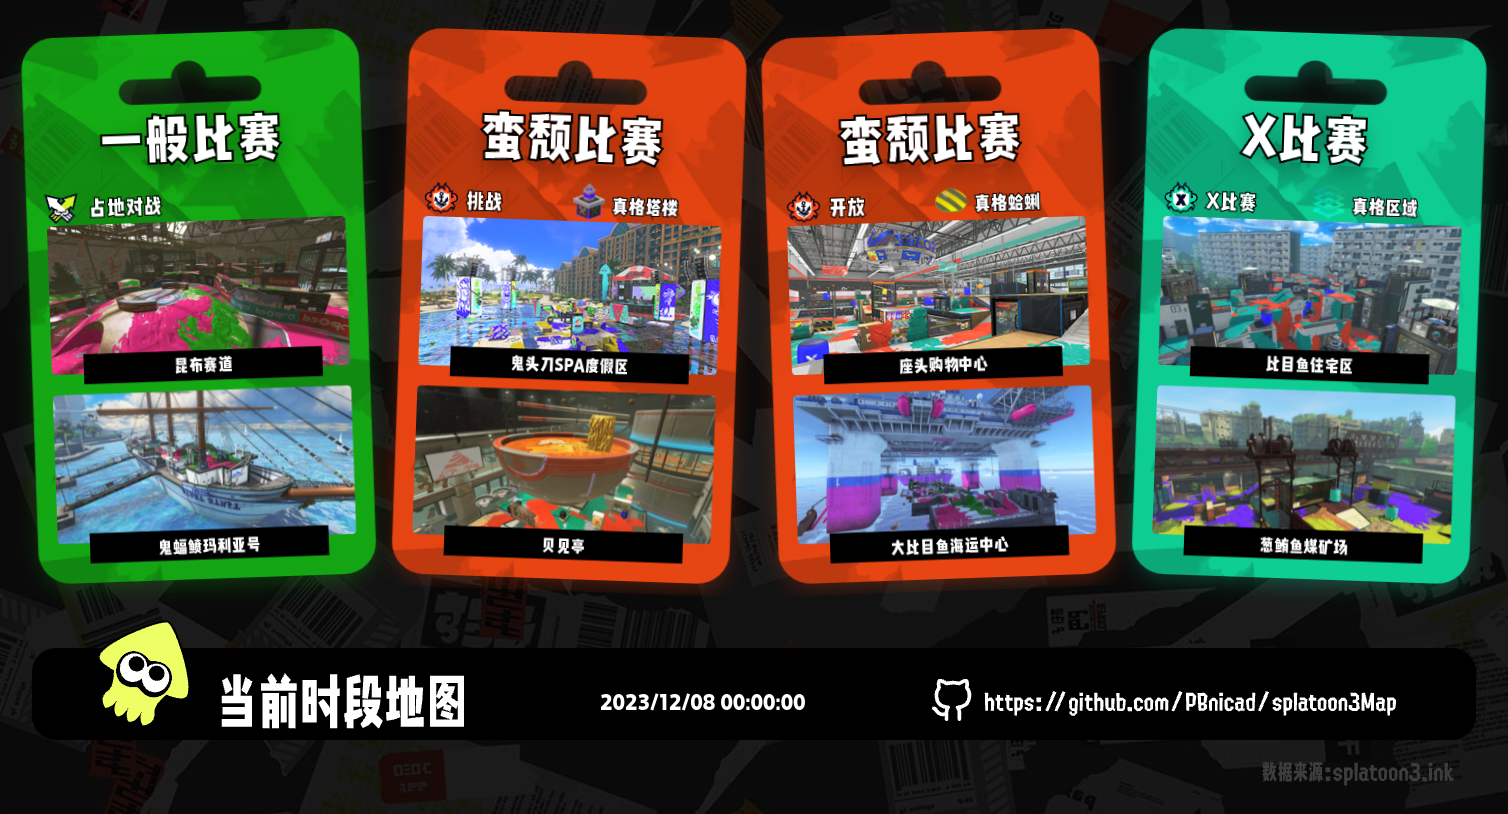 一般比赛
占地对战
昆布赛道
鬼蝠鲼玛利亚号
蛮颓比赛
挑战
真格塔楼
鬼头刀SPA度假区
贝见亭
蛮颓比赛
开放
真格蛤蜊
座头购物中心
大比目鱼海运中心
X比赛
X比赛
真格区域
比目鱼住宅区
葱鲔鱼煤矿场
当前时段地图
2023/12/08 00:00:00
https://github.com/PBnicad/splatoon3Map
数据来源:splatoon3.ink